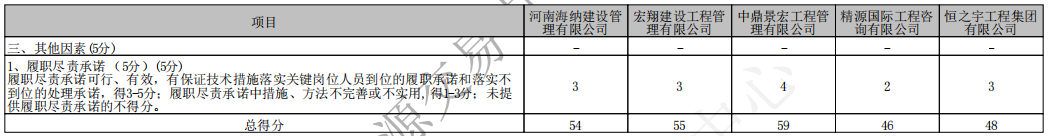 项目 河南海纳建设管理有限公司 宏翔建设工程管理有限公司 中鼎景宏工程管理有限公司 精源国际工程咨询有限公司 恒之宇工程集团有限公司
三、其他因素(5分) - - - - -
1、履职尽责承诺 (5分)(5分)
履职尽责承诺可行、有效，有保证技术措施落实关键岗位人员到位的履职承诺和落实不
到位的处理承诺，得3-5分；履职尽责承诺中措施、方法不完善或不实用,得1-3分；未提
供履职尽责承诺的不得分。 3 3 4 2 3
总得分 54 55 59 46 48
源交易中心